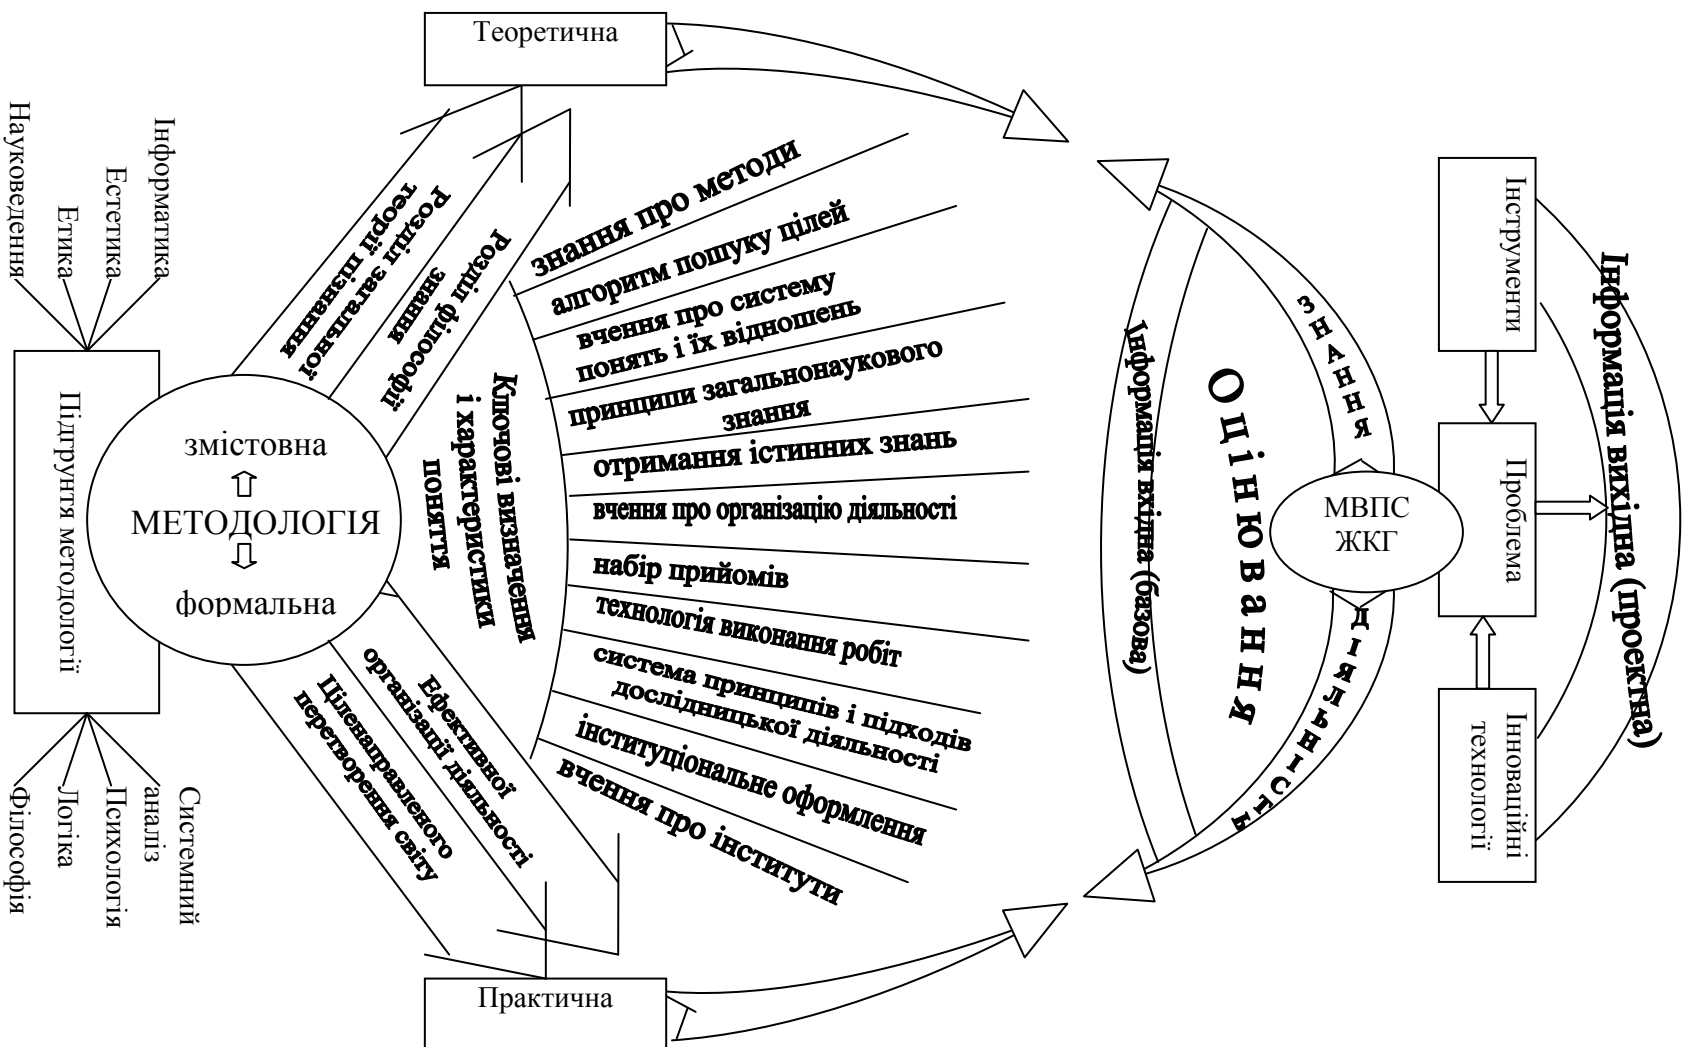 Теоретична
Науковедення
Етика
Естетика
Інформатика
Підгрунтя методології
Філософія
Логіка
Психологія
Системний
аналіз
змістовна
МЕТОДОЛОГІЯ
формальна
Розділ загальної
теорії пізнання
Розділ філософії
знання
Ключові визначення
і характеристики
поняття
Ефективної
організації діяльності
Ціленаправленого
перетворення світу
Практична
знання про методи
алгоритм пошуку цілей
вчення про систему
понять і їх відношень
принципи загальнонаукового
знання
отримання істинних знань
вчення про організацію діяльності
набір прийомів
технологія виконання робіт
система принципів і підходів
дослідницької діяльності
інституціональне оформлення
вчення про інститути
Інформація вхідна (базова)
Оцінювання
ЗНАННЯ
МВПС
ЖКГ
ДІЯЛЬНІСТЬ
Інструменти
Проблема
Інноваційні
технології
Інформація вихідна (проектна)